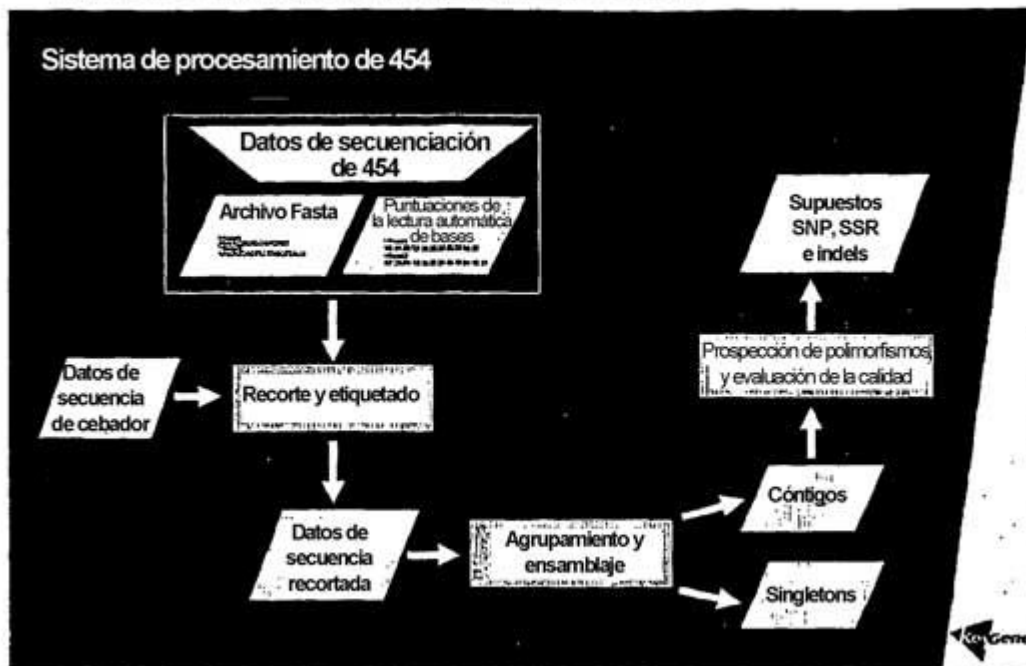 Sistema de procesamiento de 454
Datos de secuenciación
de 454
Archivo Fasta
Puntuaciones de
la lectura automática
de bases
Supuestos
SNP, SSR
e indels
Prospección de polimorfismos,
y evaluación de la calidad
Datos de
secuencia
de cebador
Recorte y etiquetado
Datos de
secuencia
recortada
Agrupamiento y
ensamblaje
Cóntigos
Singletons